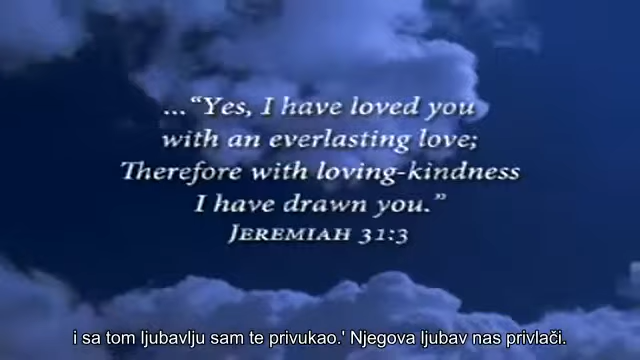 ..."Yes, I have loved you
with an everlasting love;
Therefore with loving-kindness
I have drawn you."
JEREMIAH 31:3
i sa tom ljubavlju sam te privukao.' Njegova ljubav nas privlači.